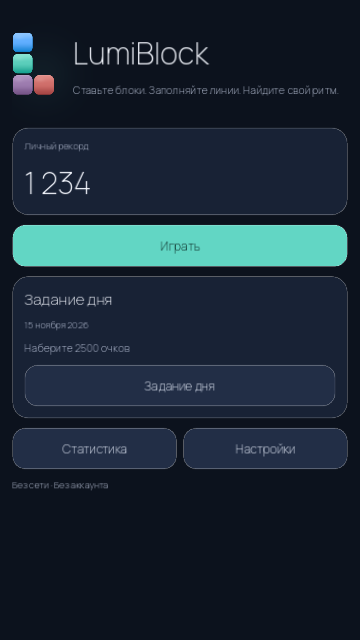 LumiBlock
Ставьте блоки. Заполняйте линии. Найдите свой ритм.
Личный рекорд
1 234
Играть
Задание дня
15 ноября 2026
Наберите 2500 очков
Задание дня
Статистика
Настройки
Без сети · Без аккаунта